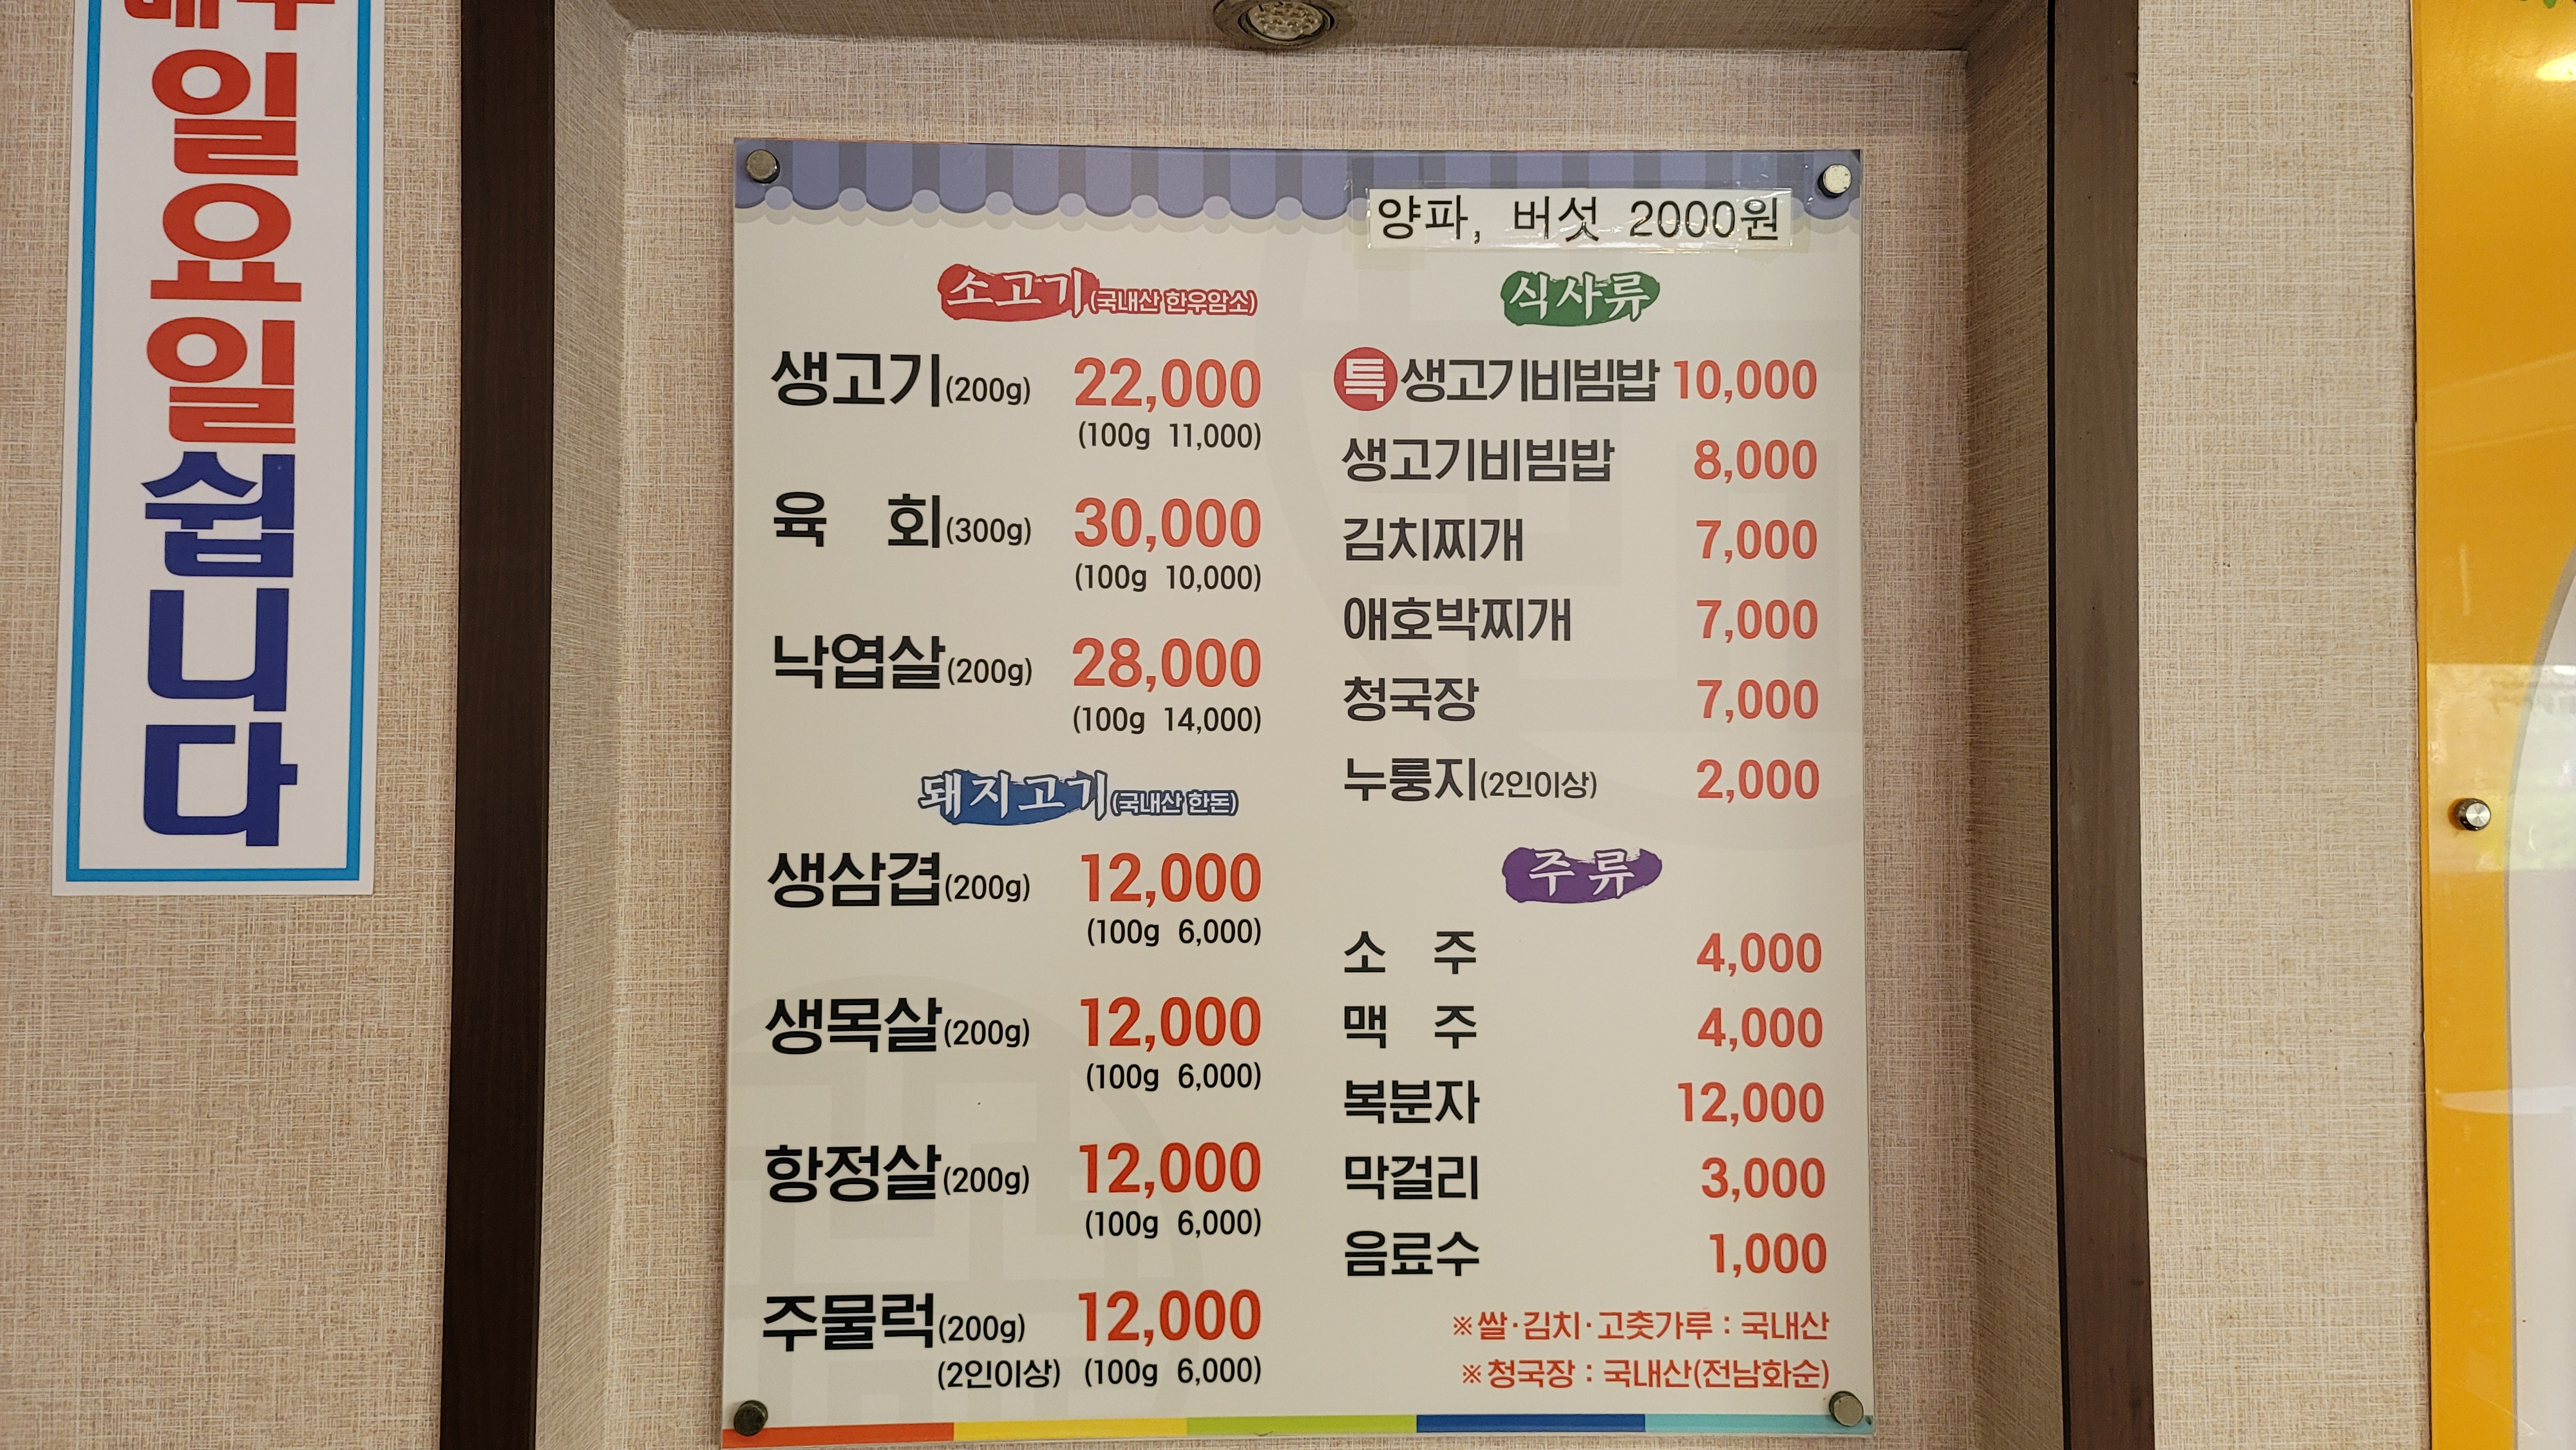 일
요
일
쉽
니
다
양파, 버섯 2000원
소고기(국내산 한우암소)
생고기(200g) 22,000
(100g 11,000)
육 회(300g) 30,000
(100g 10,000)
낙엽살(200g) 28,000
(100g 14,000)
돼지고기(국내산 한돈)
생삼겹(200g) 12,000
(100g 6,000)
생목살(200g) 12,000
(100g 6,000)
항정살(200g) 12,000
(100g 6,000)
주물럭(200g) 12,000
(2인이상) (100g 6,000)
식사류
특 생고기비빔밥 10,000
생고기비빔밥 8,000
김치찌개 7,000
애호박찌개 7,000
청국장 7,000
누룽지(2인이상) 2,000
주류
소 주 4,000
맥 주 4,000
복분자 12,000
막걸리 3,000
음료수 1,000
※쌀·김치·고춧가루 : 국내산
※청국장 : 국내산(전남화순)